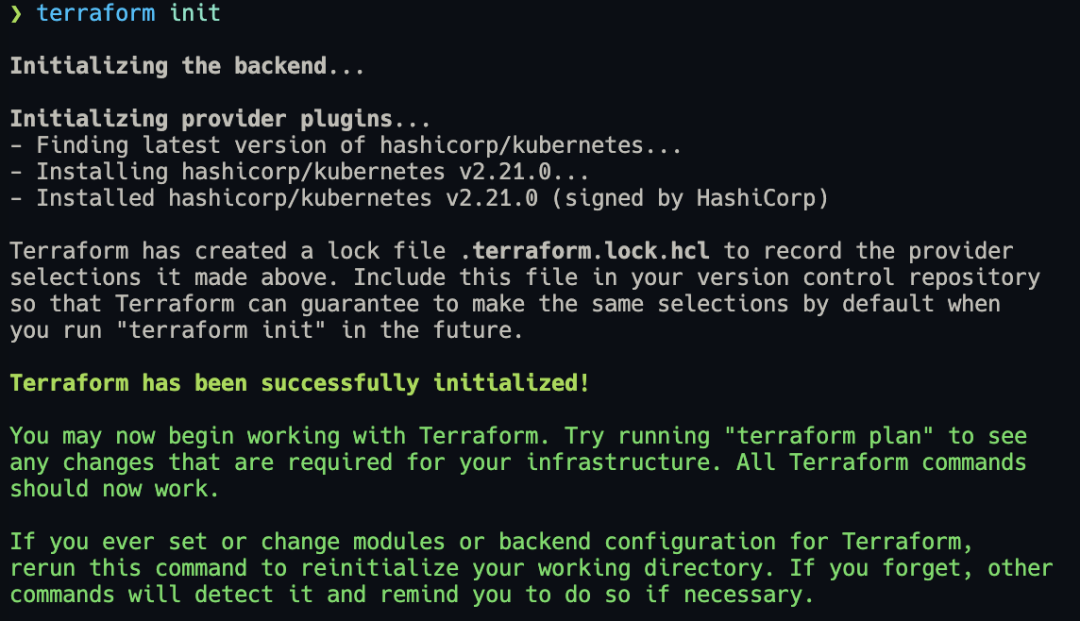 ❯ terraform init
Initializing the backend...
Initializing provider plugins...
- Finding latest version of hashicorp/kubernetes...
- Installing hashicorp/kubernetes v2.21.0...
- Installed hashicorp/kubernetes v2.21.0 (signed by HashiCorp)
Terraform has created a lock file .terraform.lock.hcl to record the provider
selections it made above. Include this file in your version control repository
so that Terraform can guarantee to make the same selections by default when
you run "terraform init" in the future.
Terraform has been successfully initialized!
You may now begin working with Terraform. Try running "terraform plan" to see
any changes that are required for your infrastructure. All Terraform commands
should now work.
If you ever set or change modules or backend configuration for Terraform,
rerun this command to reinitialize your working directory. If you forget, other
commands will detect it and remind you to do so if necessary.